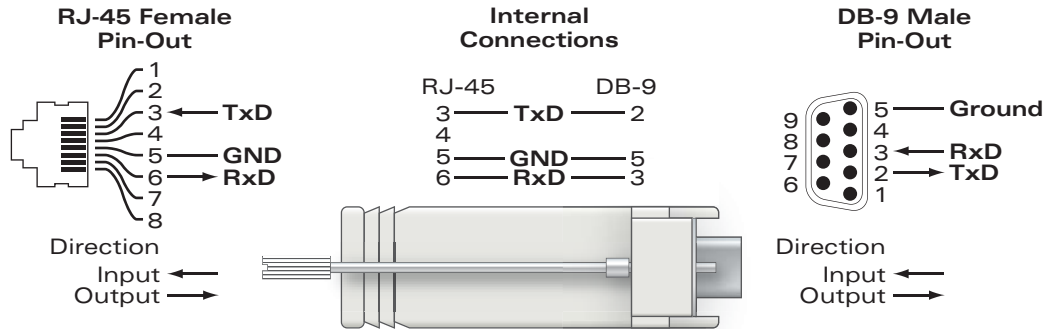 RJ-45 Female
Pin-Out
1
2
3 TxD
4
5 GND
6 RxD
7
8
Direction
Input
Output
Internal
Connections
RJ-45 DB-9
3 TxD 2
4
5 GND 5
6 RxD 3
DB-9 Male
Pin-Out
9
8
7
6
5 Ground
4
3 RxD
2 TxD
1
Direction
Input
Output